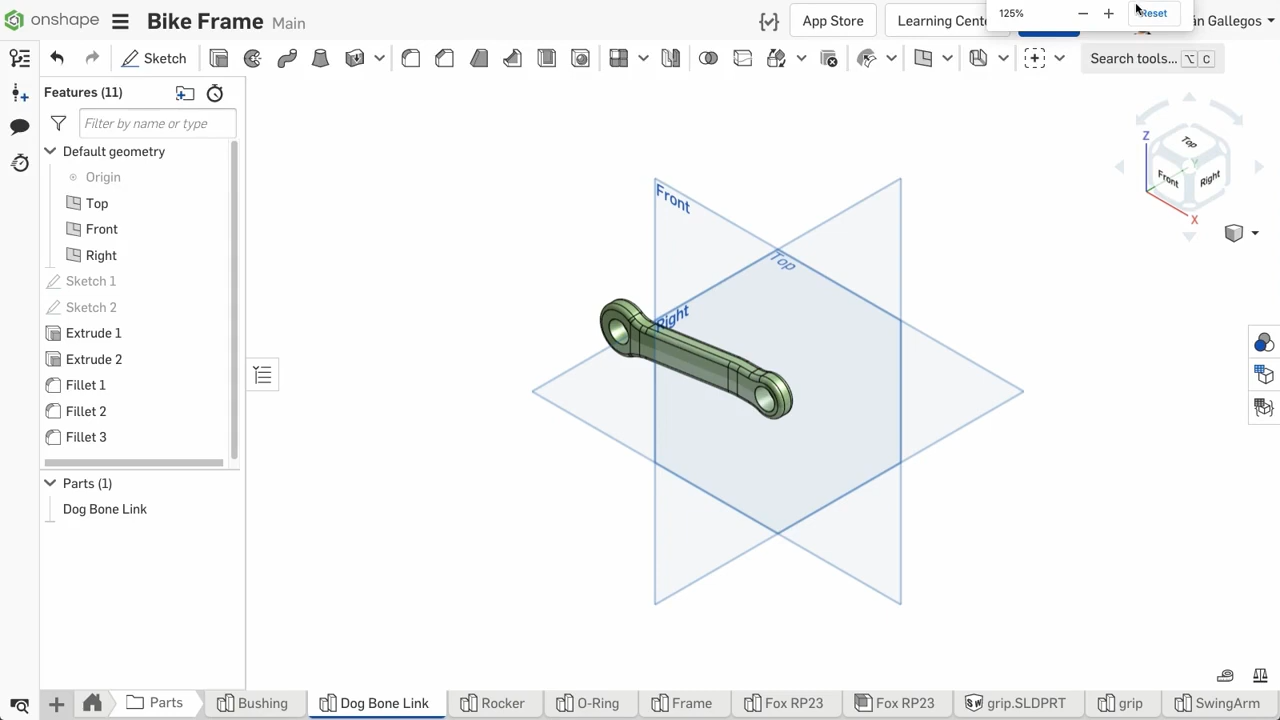 onshape Bike Frame Main
App Store
Learning Cente
125% − + Reset
án Gallegos
Sketch
Search tools... ⌥ C
Features (11)
Filter by name or type
Default geometry
Origin
Top
Front
Right
Sketch 1
Sketch 2
Extrude 1
Extrude 2
Fillet 1
Fillet 2
Fillet 3
Parts (1)
Dog Bone Link
Front
Top
Right
Z
Top
Front
Right
Y
X
Parts
Bushing
Dog Bone Link
Rocker
O-Ring
Frame
Fox RP23
Fox RP23
grip.SLDPRT
grip
SwingArm